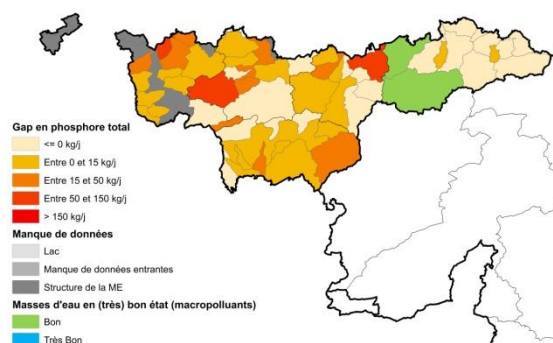 Gap en phosphore total
<= 0 kg/j
Entre 0 et 15 kg/j
Entre 15 et 50 kg/j
Entre 50 et 150 kg/j
> 150 kg/j
Manque de données
Lac
Manque de données entrantes
Structure de la ME
Masses d'eau en (très) bon état (macropolluants)
Bon
Très Bon